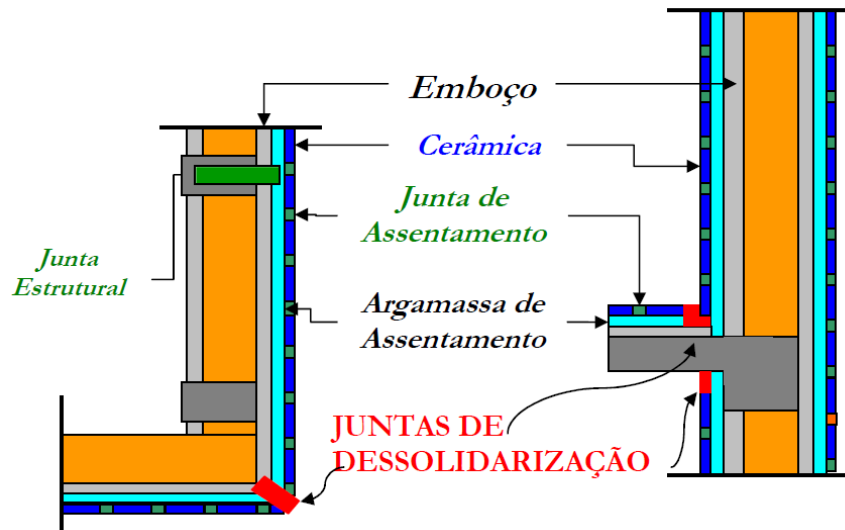 Emboço
Cerâmica
Junta de
Assentamento
Junta
Estrutural
Argamassa de
Assentamento
JUNTAS DE
DESSOLIDARIZAÇÃO